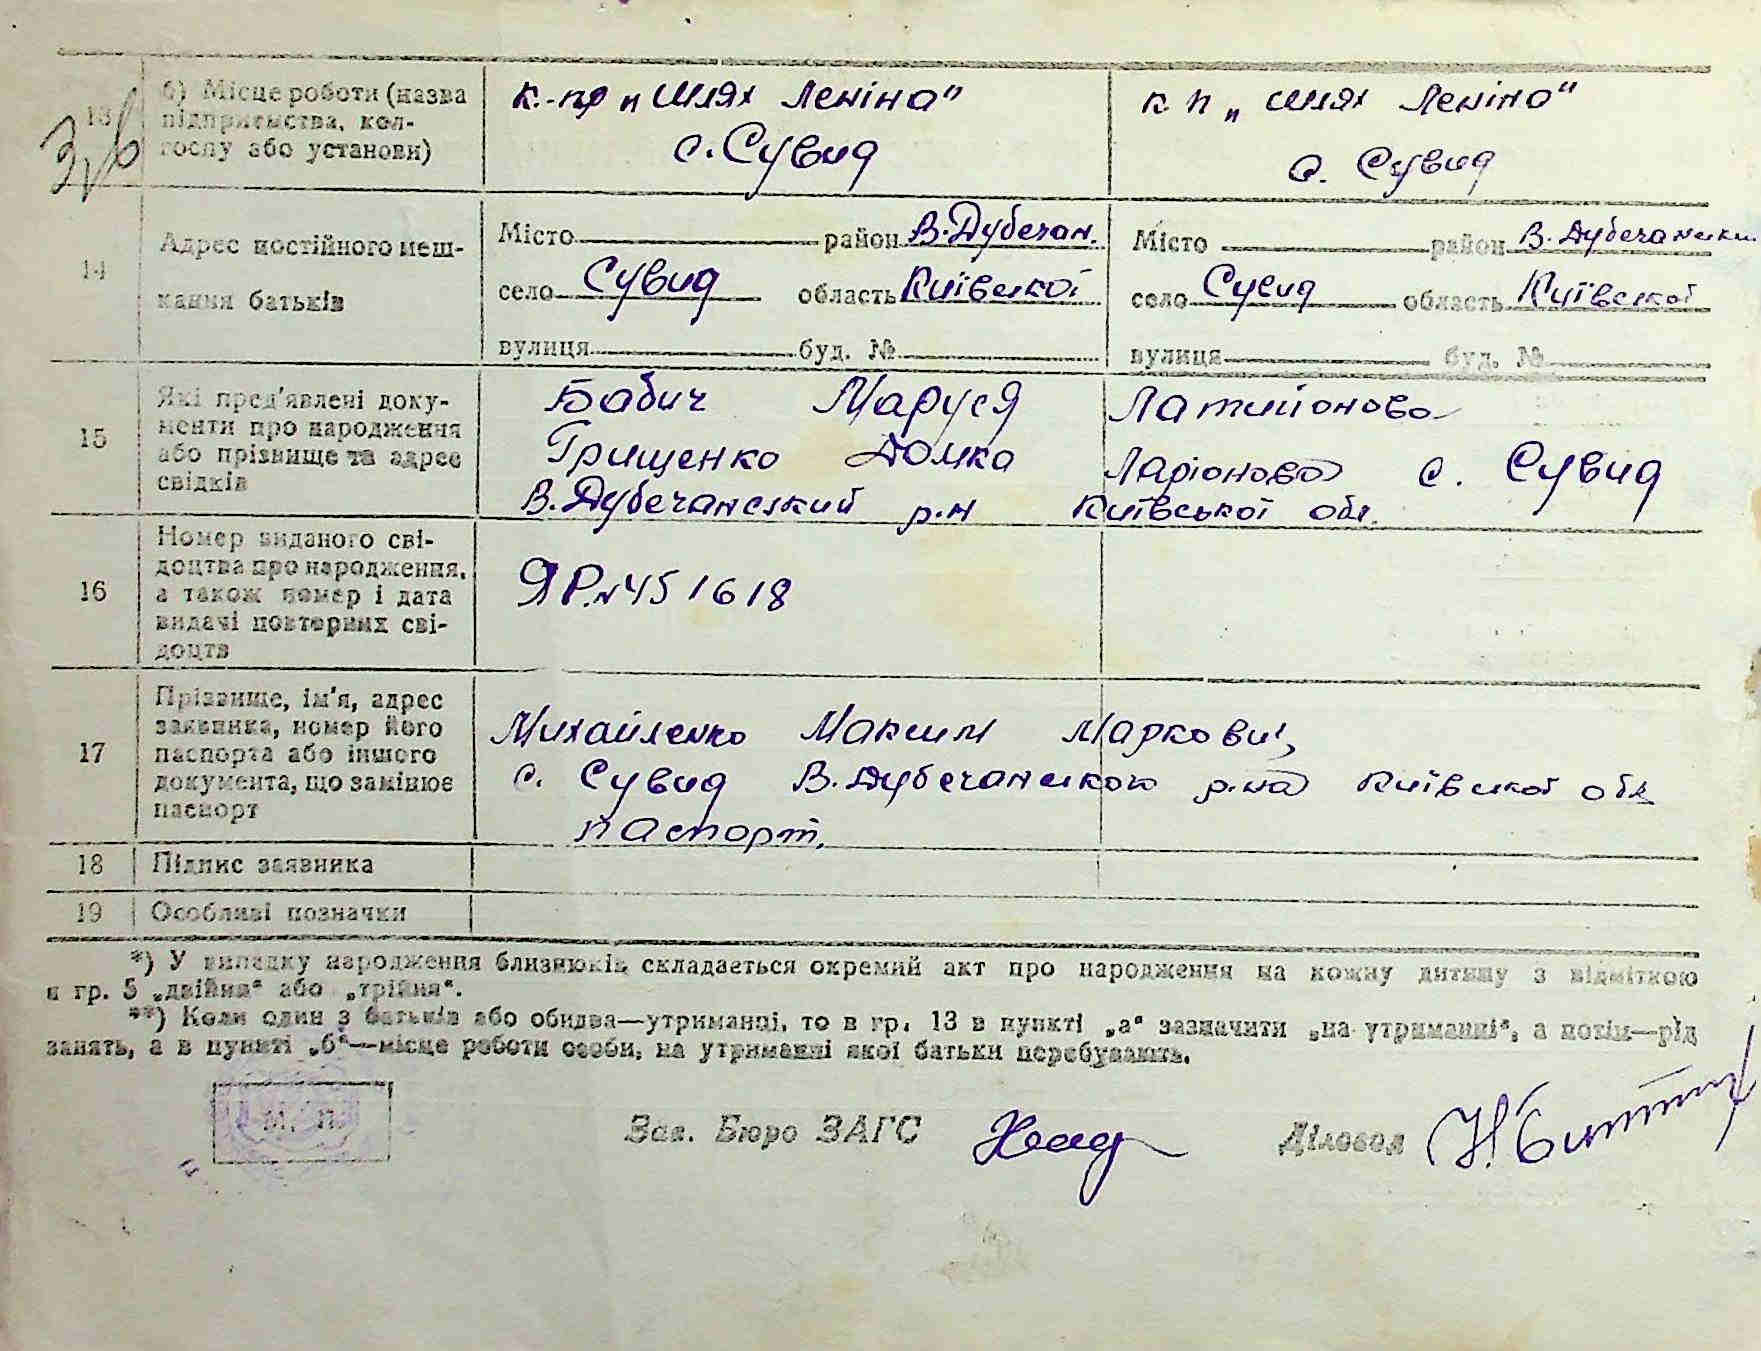 13 б) Місце роботи (назва підприємства, колгоспу або установи)
к.-пр „Шлях Леніна"
с. Сувид
к. п „Шлях Леніна"
с. Сувид
14 Адрес постійного мешкання батьків
Місто район В.Дубечан.
село Сувид область Київської
вулиця буд. №
Місто район В.Дубечанськ.
село Сувид область Київської
вулиця буд. №
15 Які пред'явлені документи про народження або прізвище та адрес свідків
Бабич Маруся
Грищенко Домка Ларіонова с. Сувид
В.Дубечанский р-н Київської обл.
16 Номер виданого свідоцтва про народження, а також номер і дата видачі повторних свідоцтв
ЯР. N 451618
17 Прізвище, ім'я, адрес заявника, номер його паспорта або іншого документа, що замінює паспорт
Михайленко Максим Маркович,
с. Сувид В.Дубечанського р-на Київської обл
паспорт.
18 Підпис заявника
19 Особливі позначки
*) У випадку народження близнюків складається окремий акт про народження на кожну дитину з відміткою
в гр. 5 „двійня" або „трійня".
**) Коли один з батьків або обидва—утриманці, то в гр. 13 в пункті „а" зазначити „на утриманні", а потім—рід
занять, а в пункті „б"—місце роботи особи, на утриманні якої батьки перебувають.
М. П.
Зав. Бюро ЗАГС
Діловод